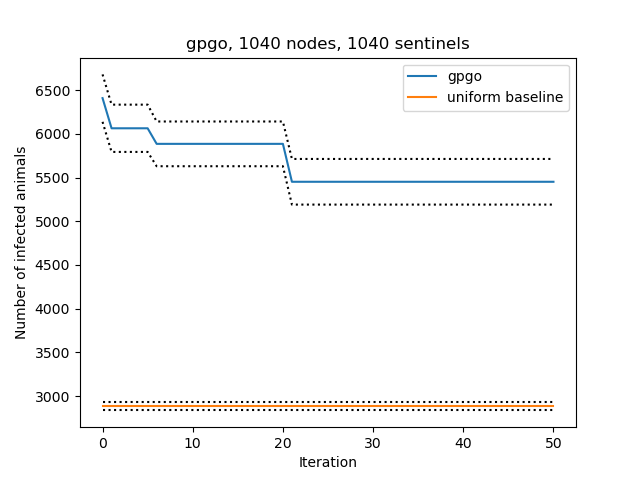 gpgo, 1040 nodes, 1040 sentinels
gpgo
uniform baseline
Number of infected animals
6500
6000
5500
5000
4500
4000
3500
3000
0 10 20 30 40 50
Iteration